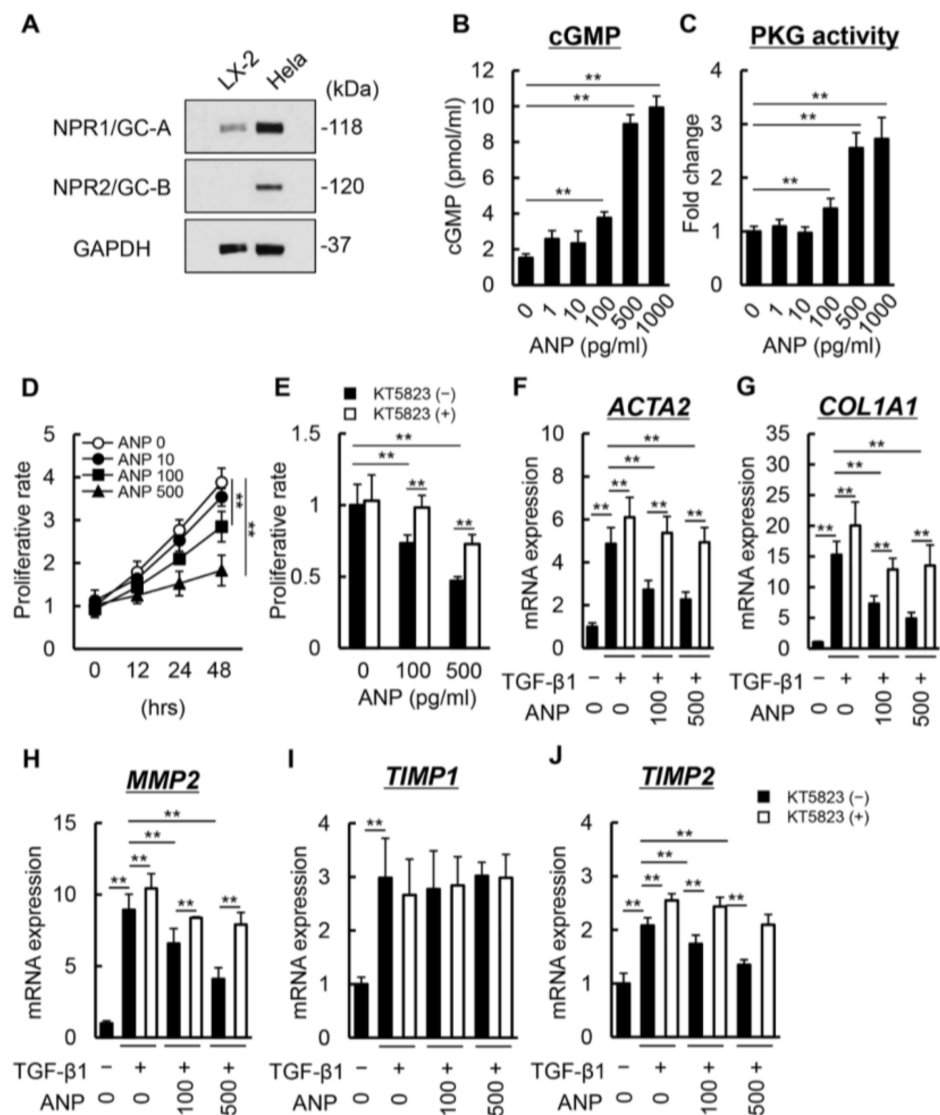 A
LX-2 Hela
(kDa)
NPR1/GC-A -118
NPR2/GC-B -120
GAPDH -37
B
cGMP
cGMP (pmol/ml)
12
10
8
6
4
2
0
** ** **
0 1 10 100 500 1000
ANP (pg/ml)
C
PKG activity
Fold change
4
3
2
1
0
** ** **
0 1 10 100 500 1000
ANP (pg/ml)
D
Proliferative rate
5
4
3
2
1
0
ANP 0
ANP 10
ANP 100
ANP 500
** **
0 12 24 48
(hrs)
E
KT5823 (−)
KT5823 (+)
Proliferative rate
1.5
1
0.5
0
** ** ** **
0 100 500
ANP (pg/ml)
F
ACTA2
mRNA expression
10
8
6
4
2
0
** ** ** ** ** **
TGF-β1 − + + +
ANP 0 0 100 500
G
COL1A1
mRNA expression
35
30
25
20
15
10
5
0
** ** ** ** ** **
TGF-β1 − + + +
ANP 0 0 100 500
H
MMP2
mRNA expression
15
10
5
0
** ** ** ** ** **
TGF-β1 − + + +
ANP 0 0 100 500
I
TIMP1
mRNA expression
4
3
2
1
0
**
TGF-β1 − + + +
ANP 0 0 100 500
J
TIMP2
KT5823 (−)
KT5823 (+)
mRNA expression
4
3
2
1
0
** ** ** ** ** **
TGF-β1 − + + +
ANP 0 0 100 500